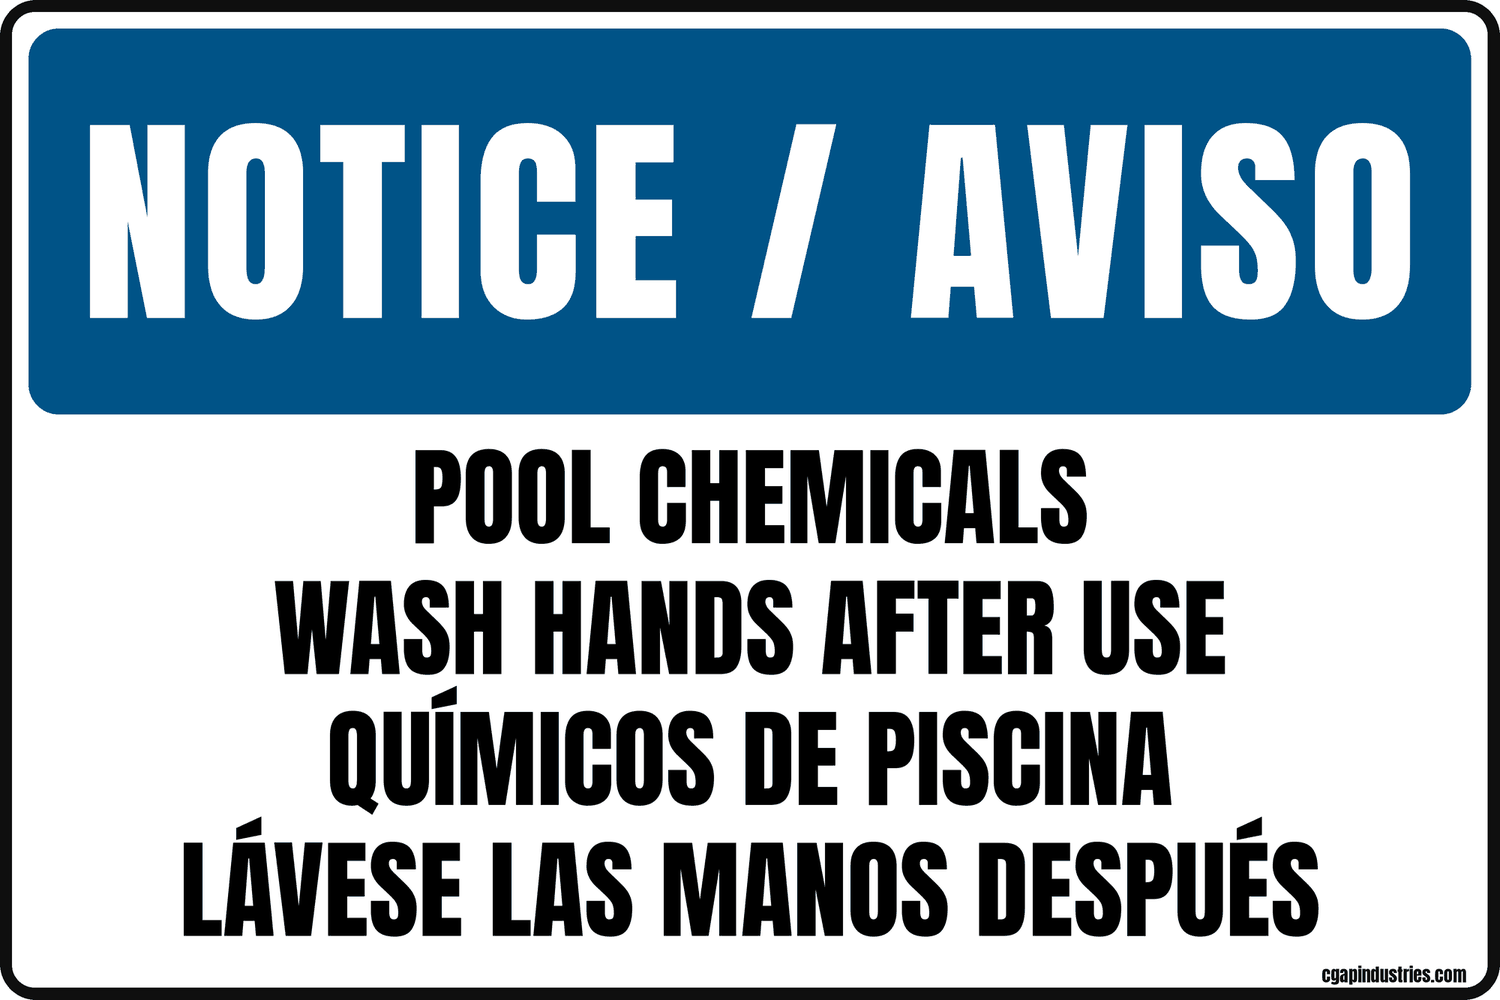 NOTICE / AVISO
POOL CHEMICALS
WASH HANDS AFTER USE
QUÍMICOS DE PISCINA
LÁVESE LAS MANOS DESPUÉS
cgapindustries.com